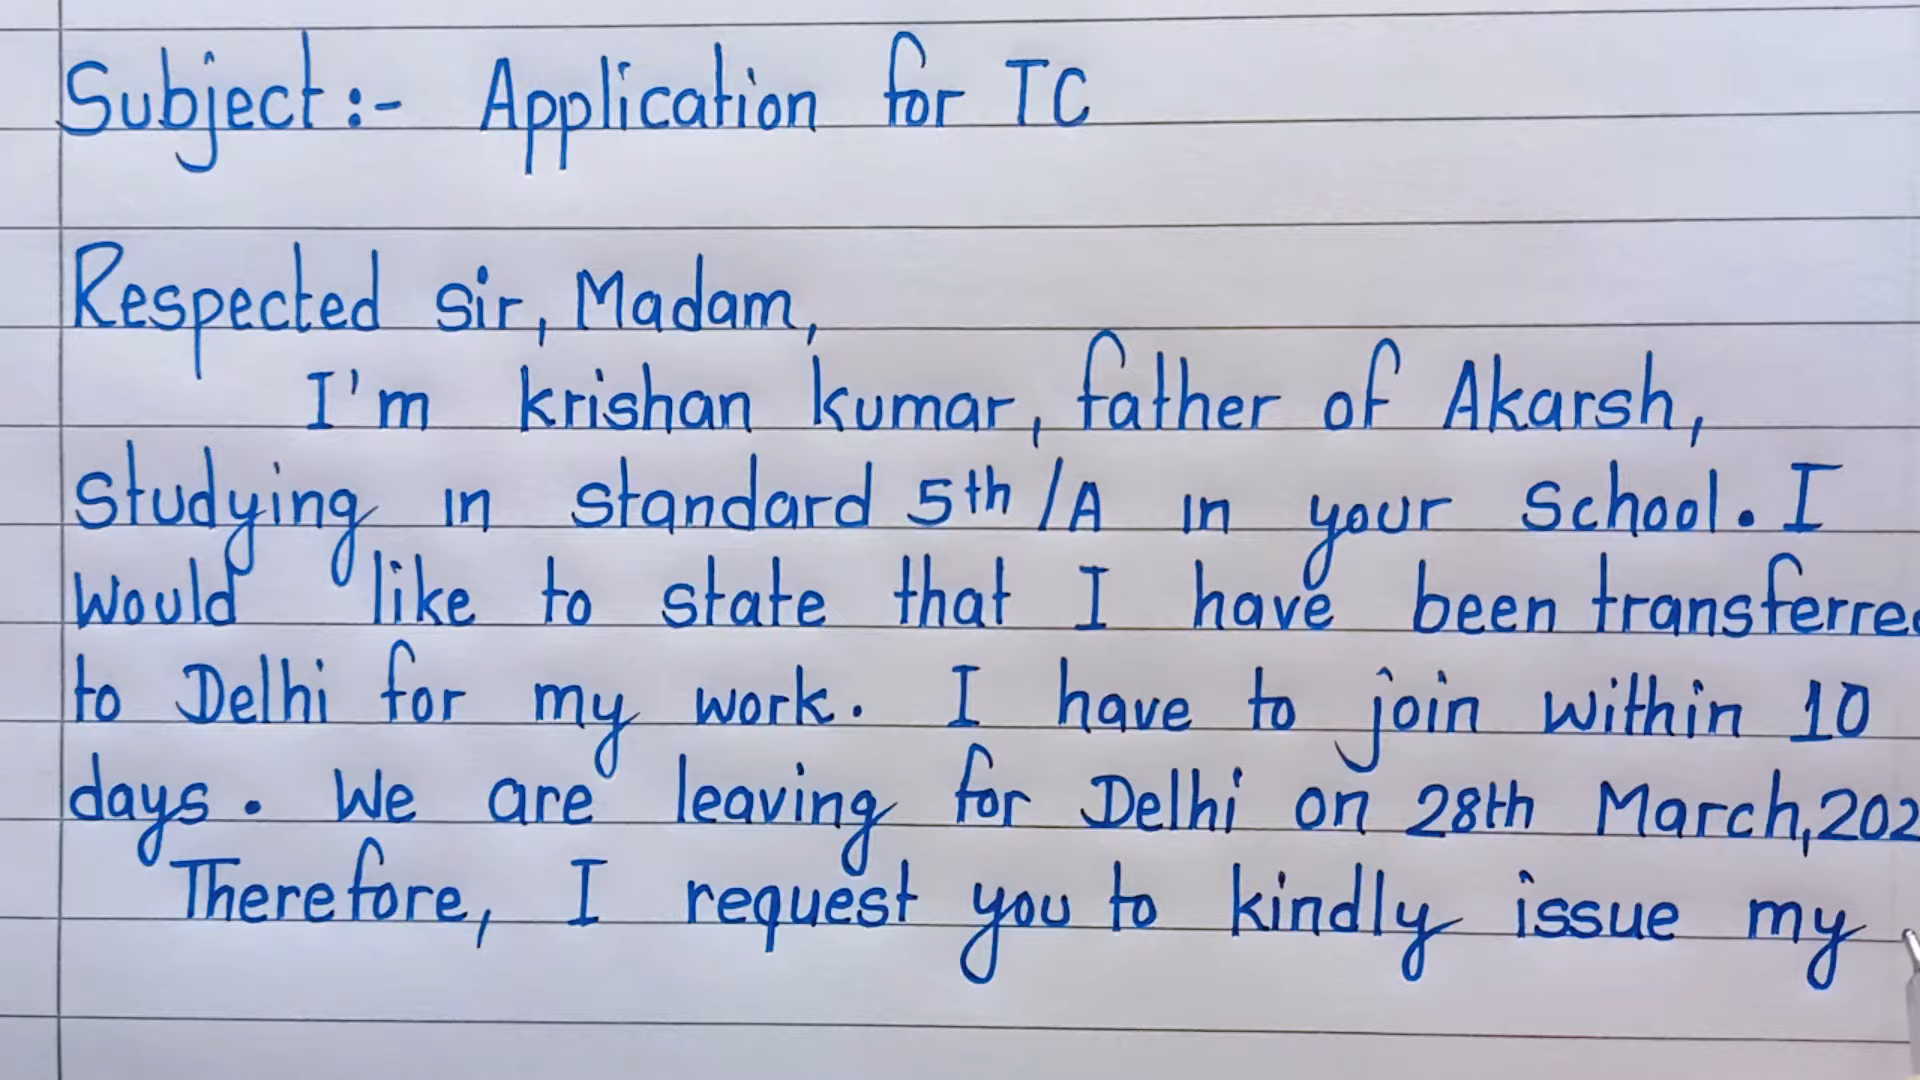 Subject:- Application for TC
Respected sir, Madam,
I'm krishan kumar, father of Akarsh,
studying in standard 5th /A in your school. I
would like to state that I have been transferre
to Delhi for my work. I have to join within 10
days. We are leaving for Delhi on 28th March,202
Therefore, I request you to kindly issue my